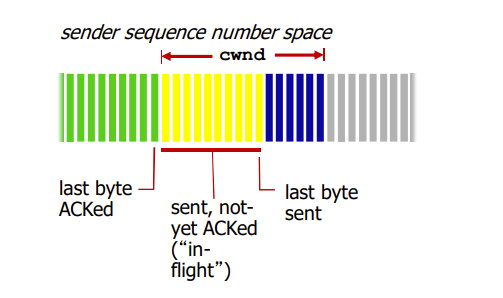 sender sequence number space
cwnd
last byte
ACKed
sent, not-
yet ACKed
(“in-
flight”)
last byte
sent